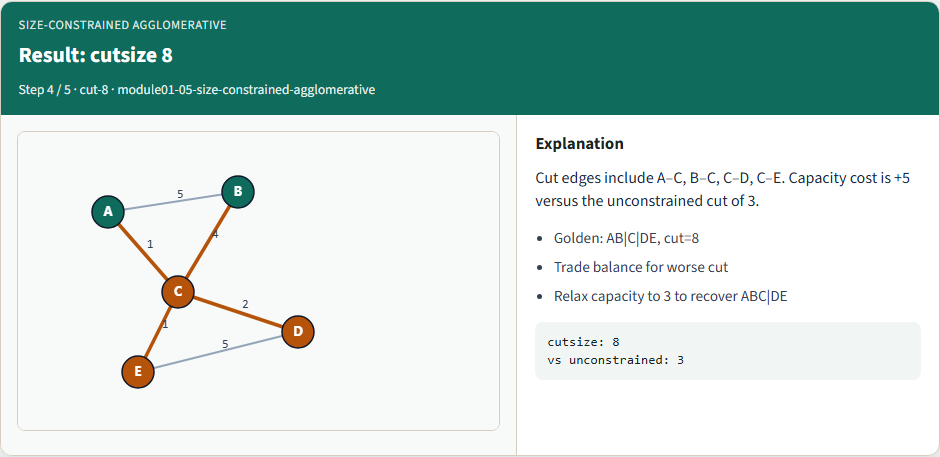 SIZE-CONSTRAINED AGGLOMERATIVE
Result: cutsize 8
Step 4 / 5 · cut-8 · module01-05-size-constrained-agglomerative
A
B
C
D
E
5
1
4
2
1
5
Explanation
Cut edges include A–C, B–C, C–D, C–E. Capacity cost is +5
versus the unconstrained cut of 3.
• Golden: AB|C|DE, cut=8
• Trade balance for worse cut
• Relax capacity to 3 to recover ABC|DE
cutsize: 8
vs unconstrained: 3